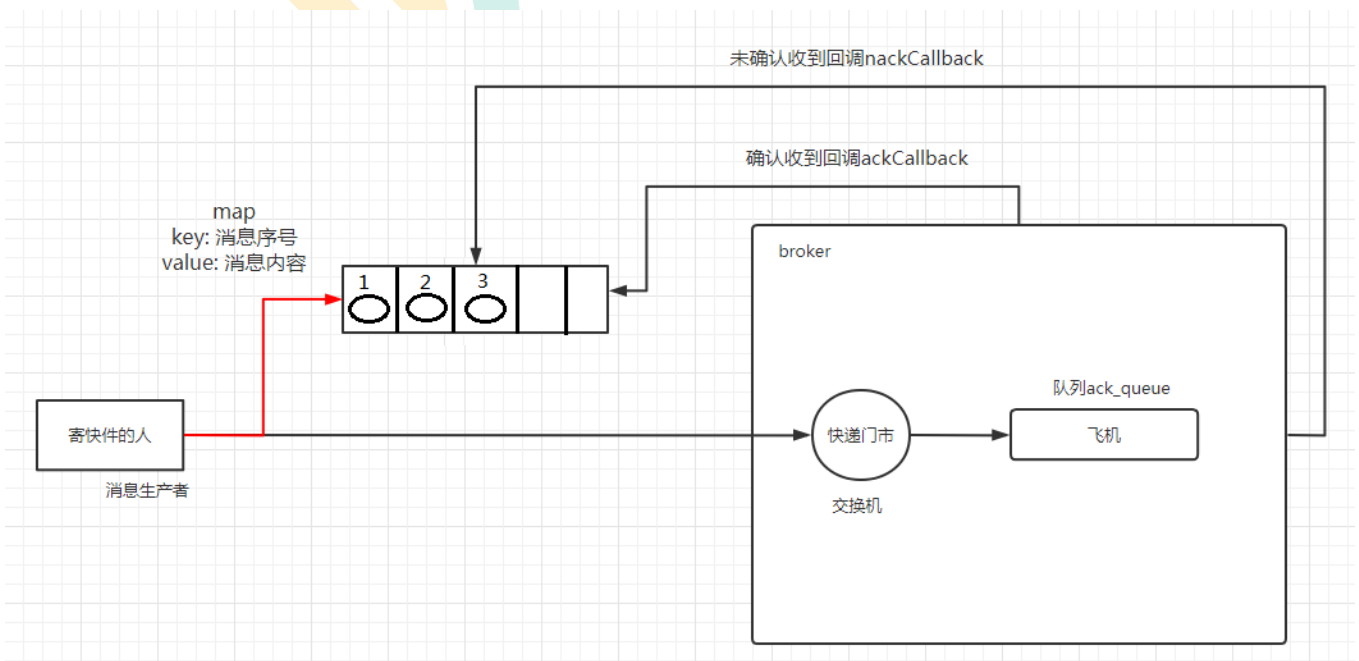 未确认收到回调nackCallback
确认收到回调ackCallback
map
key: 消息序号
value: 消息内容
1 2 3
broker
队列ack_queue
寄快件的人
快递门市
飞机
消息生产者
交换机